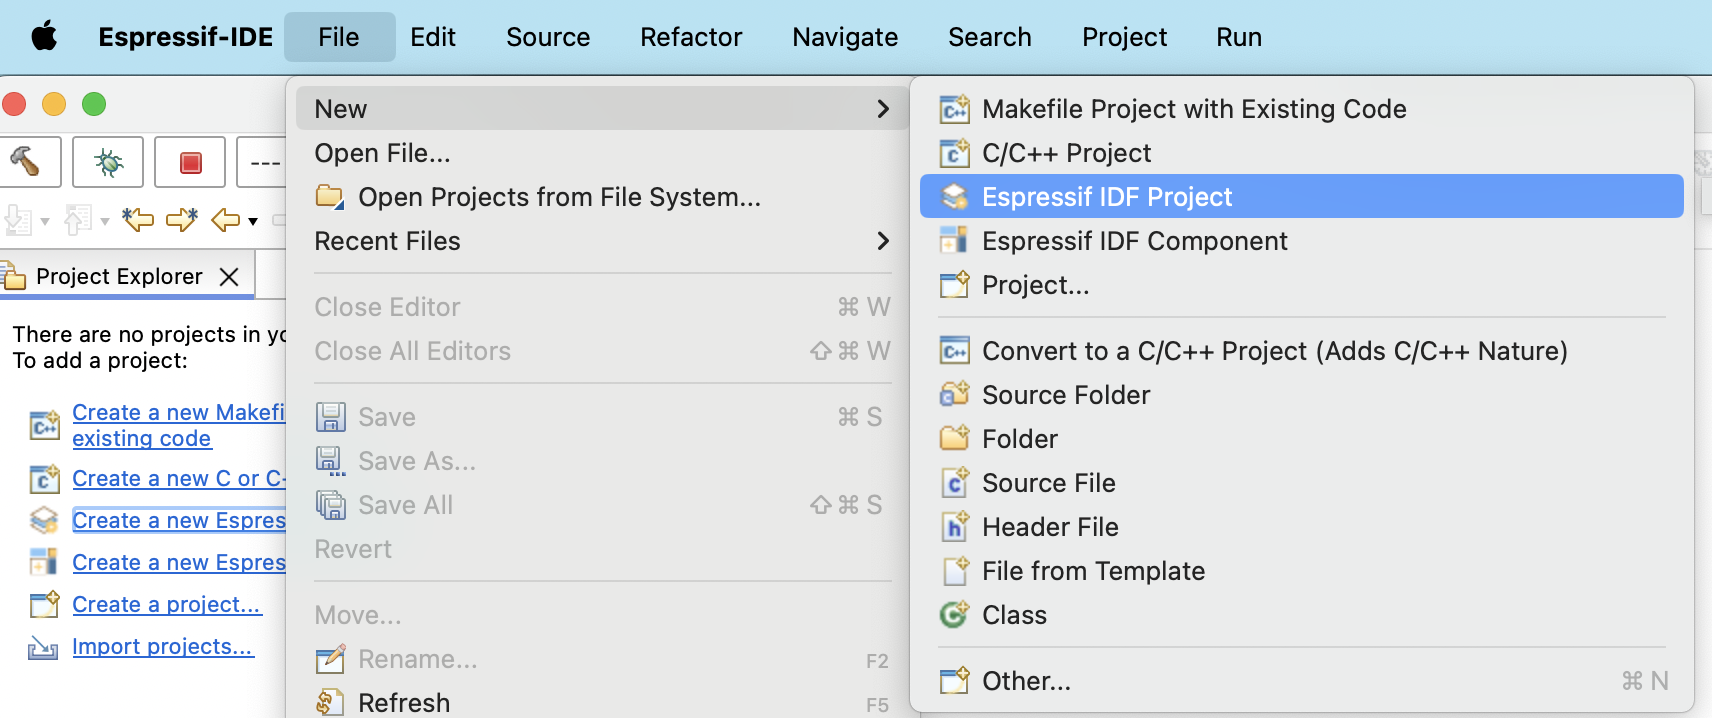 Espressif-IDE File Edit Source Refactor Navigate Search Project Run
---
Project Explorer
There are no projects in
To add a project:
Create a new
existing code
Create a new C or
Create a new
Create a new
Create a project...
Import projects...
New
Open File...
Open Projects from File System...
Recent Files
Close Editor ⌘ W
Close All Editors ⇧ ⌘ W
Save ⌘ S
Save As...
Save All ⇧ ⌘ S
Revert
Move...
Rename... F2
Refresh F5
Makefile Project with Existing Code
C/C++ Project
Espressif IDF Project
Espressif IDF Component
Project...
Convert to a C/C++ Project (Adds C/C++ Nature)
Source Folder
Folder
Source File
Header File
File from Template
Class
Other... ⌘ N